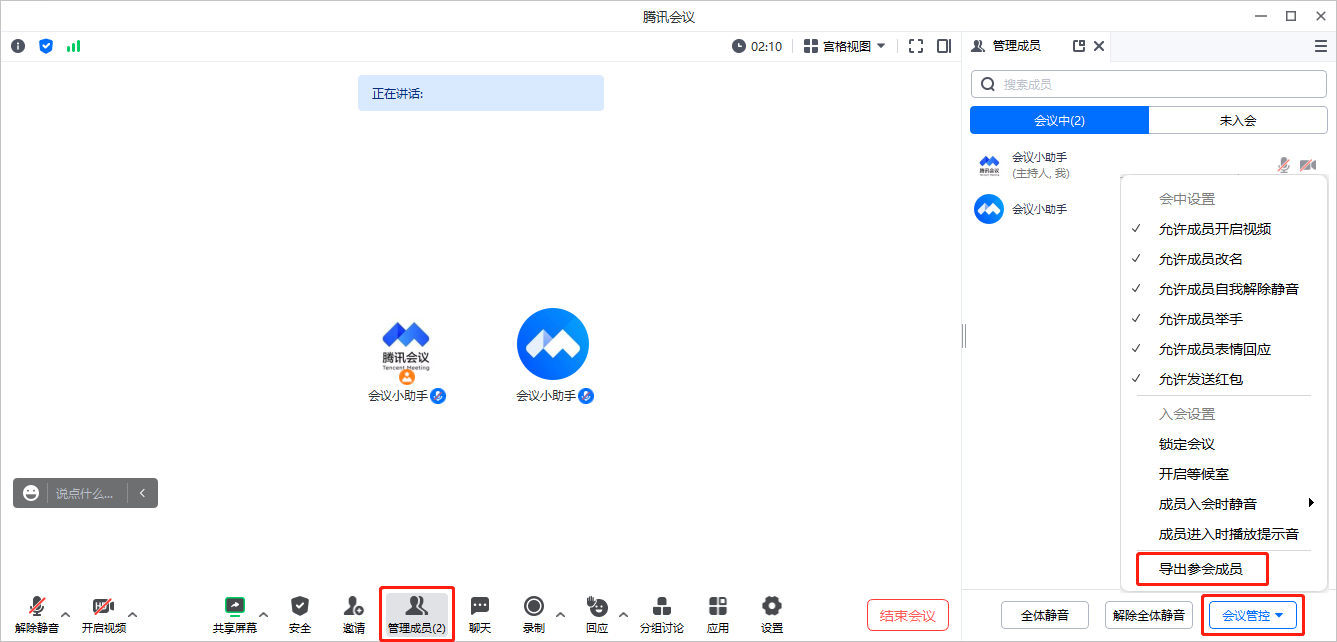 腾讯会议
02:10
宫格视图
管理成员
正在讲话:
搜索成员
会议中(2)
未入会
会议小助手
(主持人, 我)
会议小助手
会中设置
允许成员开启视频
允许成员改名
允许成员自我解除静音
允许成员举手
允许成员表情回应
允许发送红包
入会设置
锁定会议
开启等候室
成员入会时静音
成员进入时播放提示音
导出参会成员
腾讯会议
Tencent Meeting
会议小助手
会议小助手
说点什么...
解除静音
开启视频
共享屏幕
安全
邀请
管理成员(2)
聊天
录制
回应
分组讨论
应用
设置
结束会议
全体静音
解除全体静音
会议管控